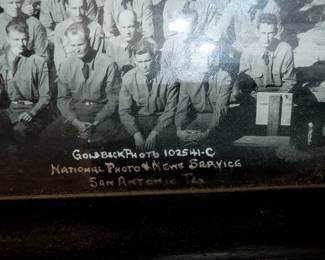 GOLDBECK PHOTO 102541-C
NATIONAL PHOTO & NEWS SERVICE
SAN ANTONIO TEX